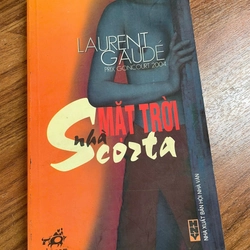 LAURENT
GAUDÉ
PRIX GONCOURT 2004
MẶT TRỜI
nhà
Scorta
NHÀ XUẤT BẢN HỘI NHÀ VĂN